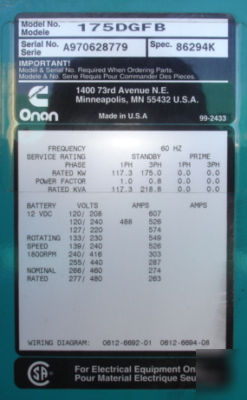 Model No. 175DGFB
Modele
Serial No. A970628779 Spec. 86294K
No. Serie
IMPORTANT!
Model & Serial No. Required When Ordering Parts.
Modele & No. Serie Requis Pour Commander Des Pieces.
Onan
1400 73rd Avenue N.E.
Minneapolis, MN 55432 U.S.A.
99-2433
FREQUENCY 60 HZ
SERVICE RATING STANDBY PRIME
PHASE 1PH 3PH 1PH 3PH
RATED KW 117.3 175.0 0.0 0.0
POWER FACTOR 1.0 0.8 0.0 0.0
RATED KVA 117.3 218.8 0.0 0.0
BATTERY VOLTS AMPS AMPS
12 VDC 120/ 208 607
120/ 240 488 526
127/ 220 574
ROTATING 133/ 230 549
SPEED 139/ 240 526
1800RPM 240/ 416 303
255/ 440 287
NOMINAL 266/ 460 274
RATED 277/ 480 263
WIRING DIAGRAM: 0612-6692-01 0612-6694-08
SA
For Electrical Equipment On
Pour Material Electrique Seu